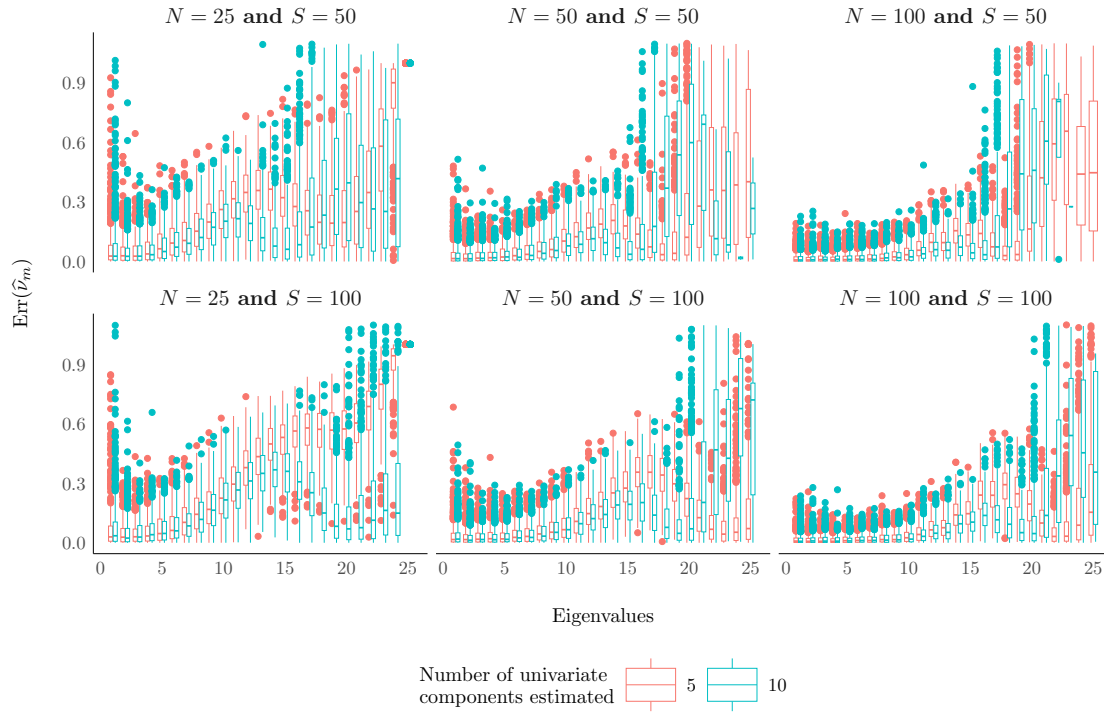 N = 25 and S = 50
N = 50 and S = 50
N = 100 and S = 50
0.9
0.6
0.3
0.0
N = 25 and S = 100
N = 50 and S = 100
N = 100 and S = 100
0.9
0.6
0.3
0.0
Err(ν̂_m)
0 5 10 15 20 25
0 5 10 15 20 25
0 5 10 15 20 25
Eigenvalues
Number of univariate
components estimated
5
10